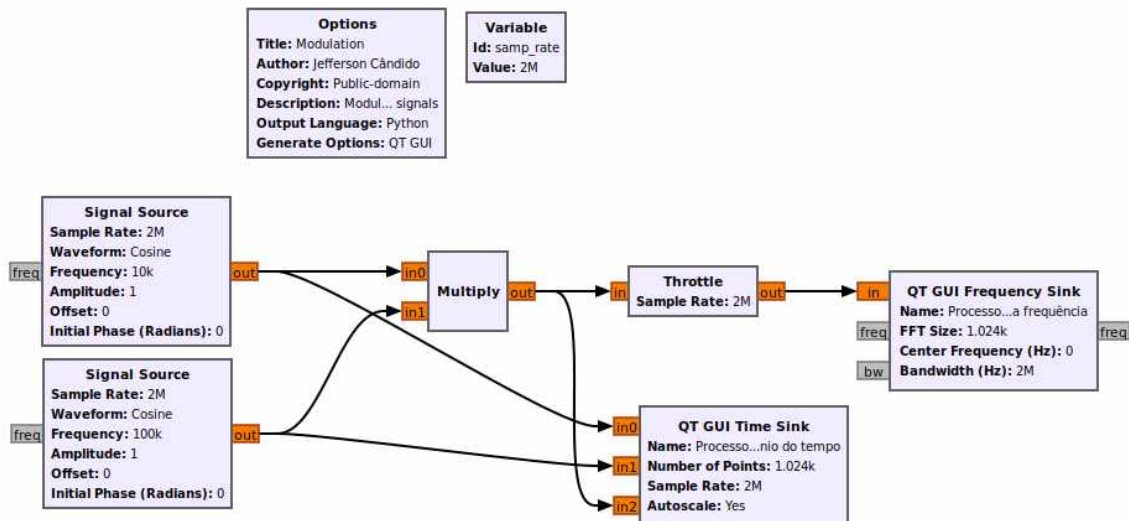 Options
Title: Modulation
Author: Jefferson Cândido
Copyright: Public-domain
Description: Modul... signals
Output Language: Python
Generate Options: QT GUI
Variable
Id: samp_rate
Value: 2M
Signal Source
Sample Rate: 2M
Waveform: Cosine
Frequency: 10k
Amplitude: 1
Offset: 0
Initial Phase (Radians): 0
freq
out
Signal Source
Sample Rate: 2M
Waveform: Cosine
Frequency: 100k
Amplitude: 1
Offset: 0
Initial Phase (Radians): 0
freq
out
in0
in1
Multiply
out
in
Throttle
Sample Rate: 2M
out
in
freq
bw
QT GUI Frequency Sink
Name: Processo...a frequência
FFT Size: 1.024k
Center Frequency (Hz): 0
Bandwidth (Hz): 2M
freq
in0
in1
in2
QT GUI Time Sink
Name: Processo...nio do tempo
Number of Points: 1.024k
Sample Rate: 2M
Autoscale: Yes